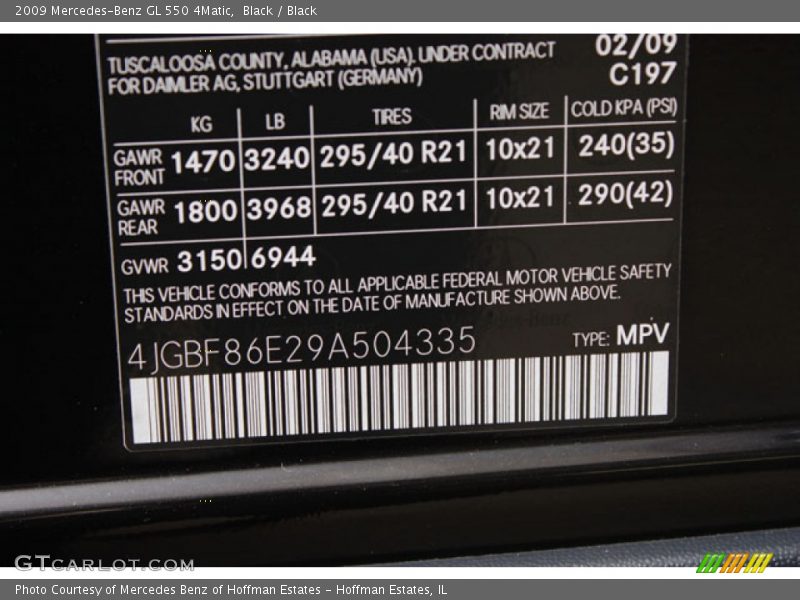 2009 Mercedes-Benz GL 550 4Matic, Black / Black
02/09
TUSCALOOSA COUNTY, ALABAMA (USA), UNDER CONTRACT
FOR DAIMLER AG, STUTTGART (GERMANY)
C197
KG LB TIRES RIM SIZE COLD KPA (PSI)
GAWR FRONT 1470 3240 295/40 R21 10x21 240(35)
GAWR REAR 1800 3968 295/40 R21 10x21 290(42)
GVWR 3150 6944
THIS VEHICLE CONFORMS TO ALL APPLICABLE FEDERAL MOTOR VEHICLE SAFETY
STANDARDS IN EFFECT ON THE DATE OF MANUFACTURE SHOWN ABOVE.
4JGBF86E29A504335 TYPE: MPV
GTCARLOT.COM
Photo Courtesy of Mercedes Benz of Hoffman Estates - Hoffman Estates, IL